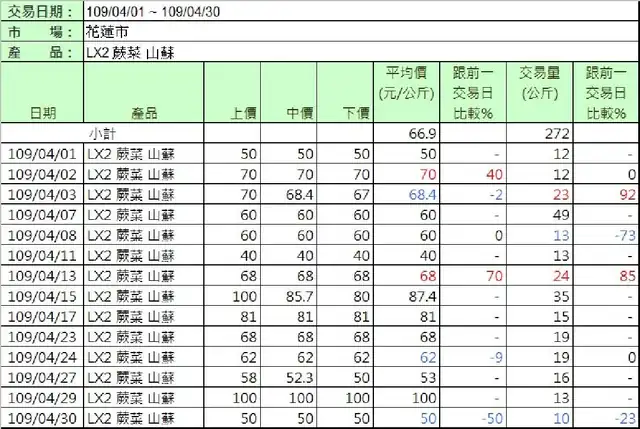 交易日期： 109/04/01 ~ 109/04/30
市 場： 花蓮市
產 品： LX2 蕨菜 山蘇
日期 產品 上價 中價 下價 平均價(元/公斤) 跟前一交易日比較% 交易量(公斤) 跟前一交易日比較%
小計 66.9 272
109/04/01 LX2 蕨菜 山蘇 50 50 50 50 - 12 -
109/04/02 LX2 蕨菜 山蘇 70 70 70 70 40 12 0
109/04/03 LX2 蕨菜 山蘇 70 68.4 67 68.4 -2 23 92
109/04/07 LX2 蕨菜 山蘇 60 60 60 60 - 49 -
109/04/08 LX2 蕨菜 山蘇 60 60 60 60 0 13 -73
109/04/11 LX2 蕨菜 山蘇 40 40 40 40 - 13 -
109/04/13 LX2 蕨菜 山蘇 68 68 68 68 70 24 85
109/04/15 LX2 蕨菜 山蘇 100 85.7 80 87.4 - 35 -
109/04/17 LX2 蕨菜 山蘇 81 81 81 81 - 15 -
109/04/23 LX2 蕨菜 山蘇 68 68 68 68 - 19 -
109/04/24 LX2 蕨菜 山蘇 62 62 62 62 -9 19 0
109/04/27 LX2 蕨菜 山蘇 58 52.3 50 53 - 16 -
109/04/29 LX2 蕨菜 山蘇 100 100 100 100 - 13 -
109/04/30 LX2 蕨菜 山蘇 50 50 50 50 -50 10 -23